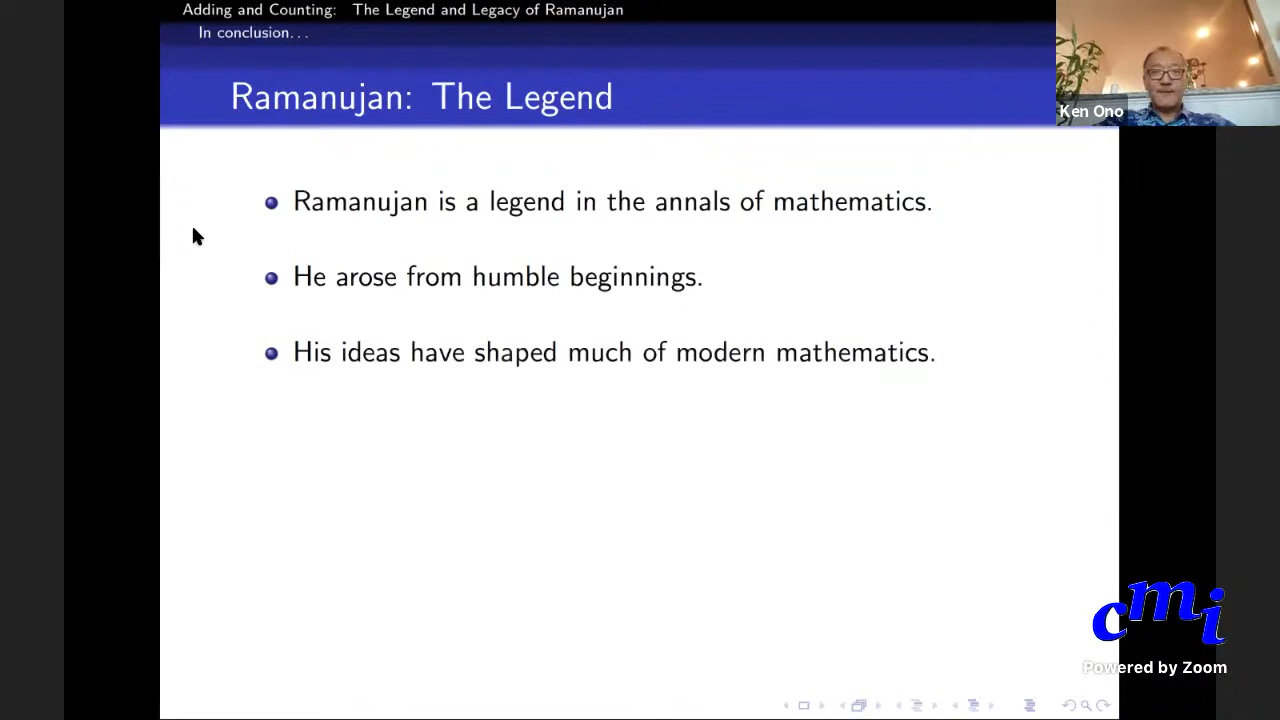 Adding and Counting: The Legend and Legacy of Ramanujan
In conclusion...
Ramanujan: The Legend
Ken Ono
Ramanujan is a legend in the annals of mathematics.
He arose from humble beginnings.
His ideas have shaped much of modern mathematics.
cmi
Powered by Zoom